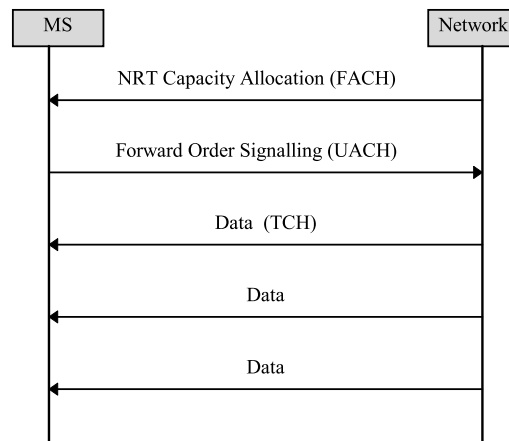 MS
Network
NRT Capacity Allocation (FACH)
Forward Order Signalling (UACH)
Data (TCH)
Data
Data